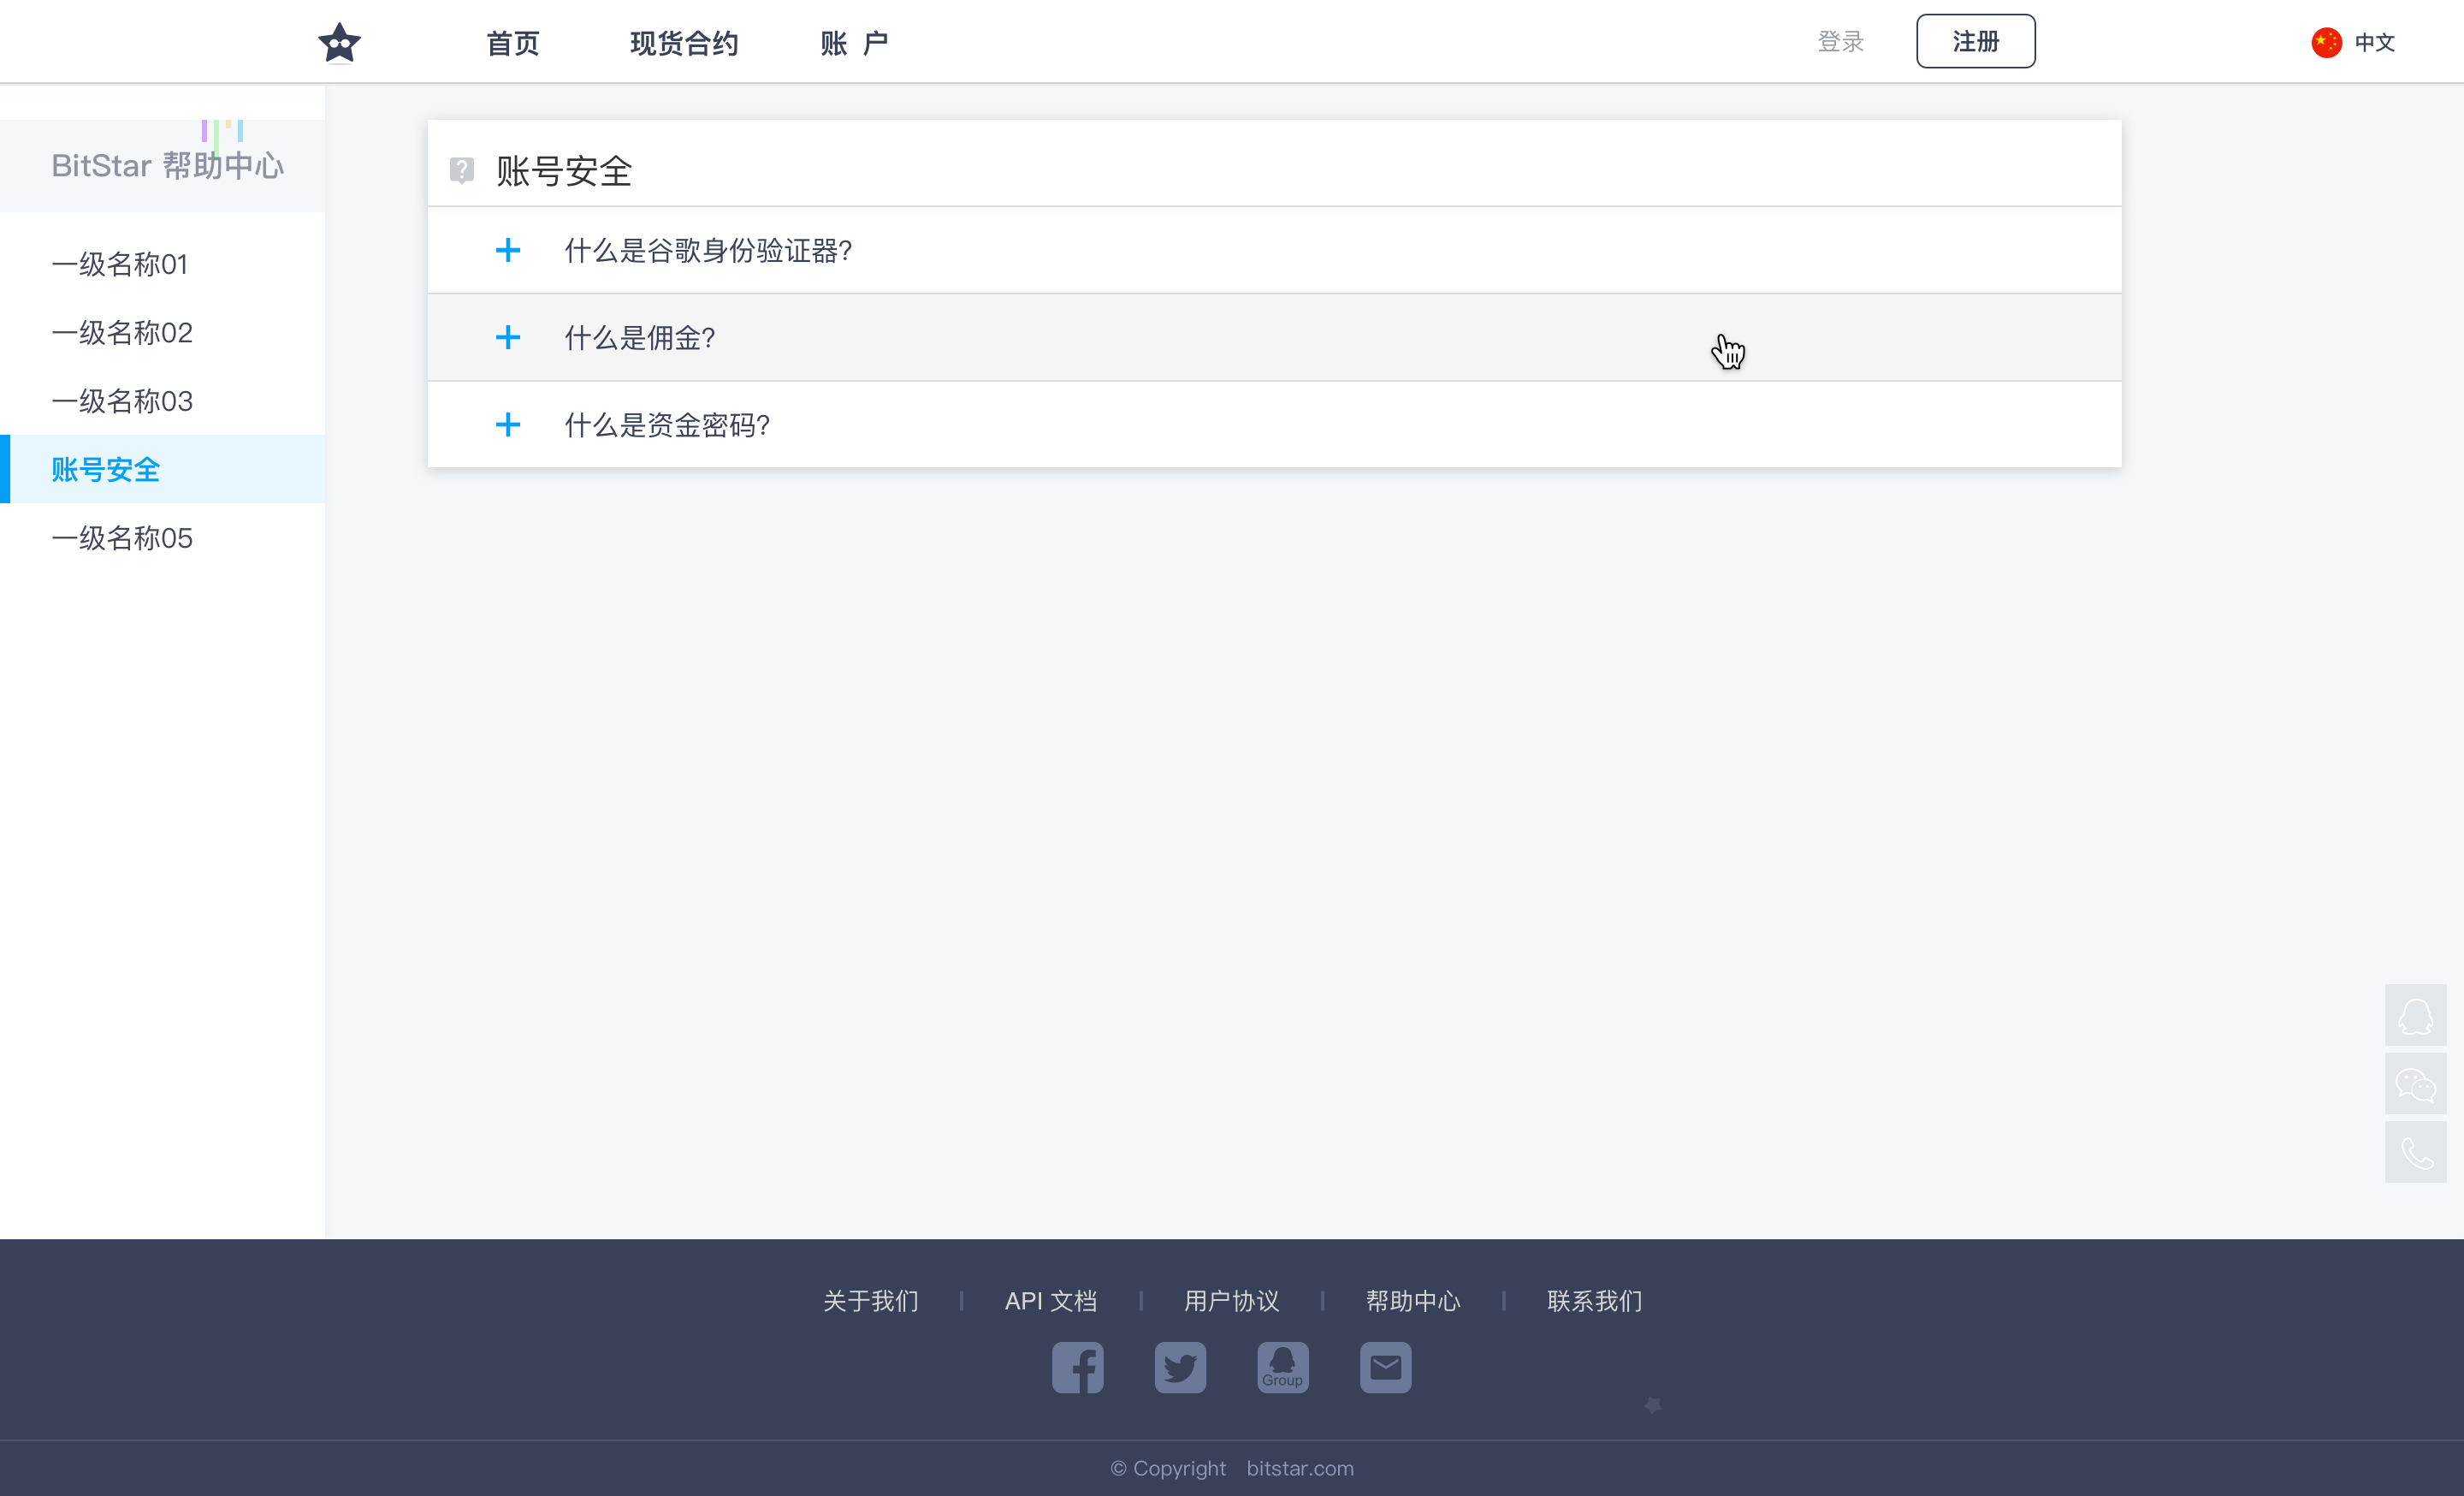 首页 现货合约 账 户 登录 注册 中文
BitStar 帮助中心
一级名称01
一级名称02
一级名称03
账号安全
一级名称05
账号安全
什么是谷歌身份验证器?
什么是佣金?
什么是资金密码?
关于我们 | API 文档 | 用户协议 | 帮助中心 | 联系我们
Group
© Copyright bitstar.com